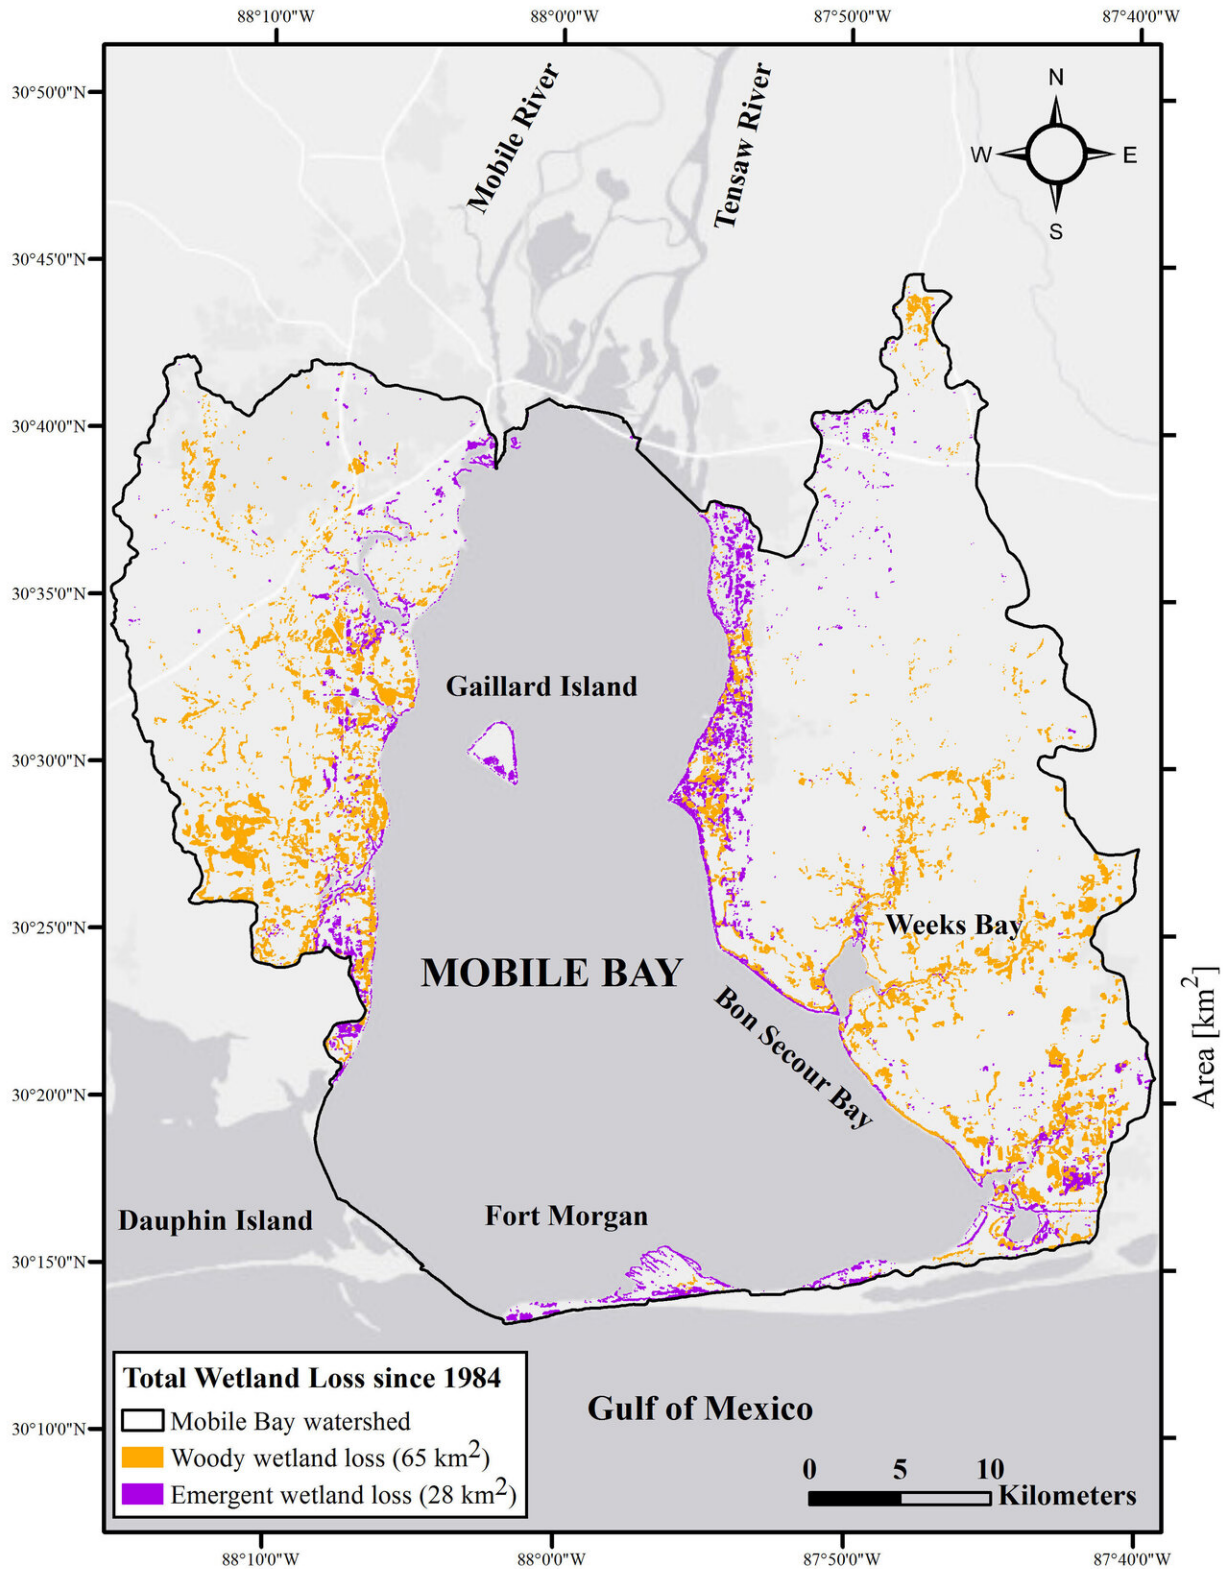 88°10'0"W 88°0'0"W 87°50'0"W 87°40'0"W
30°50'0"N
30°45'0"N
30°40'0"N
30°35'0"N
30°30'0"N
30°25'0"N
30°20'0"N
30°15'0"N
30°10'0"N
Mobile River
Tensaw River
N
W E
S
Gaillard Island
Weeks Bay
MOBILE BAY
Bon Secour Bay
Area [km²]
Dauphin Island
Fort Morgan
Gulf of Mexico
Total Wetland Loss since 1984
Mobile Bay watershed
Woody wetland loss (65 km²)
Emergent wetland loss (28 km²)
0 5 10
Kilometers
88°10'0"W 88°0'0"W 87°50'0"W 87°40'0"W